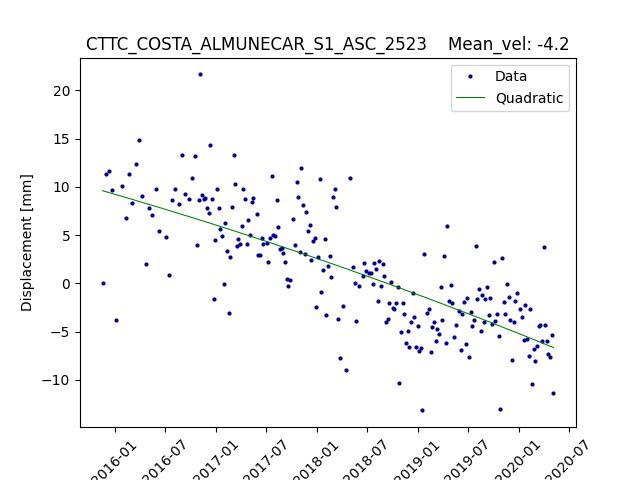 CTTC_COSTA_ALMUNECAR_S1_ASC_2523 Mean_vel: -4.2
Data
Quadratic
20
15
10
5
0
−5
−10
Displacement [mm]
2016-01 2016-07 2017-01 2017-07 2018-01 2018-07 2019-01 2019-07 2020-01 2020-07